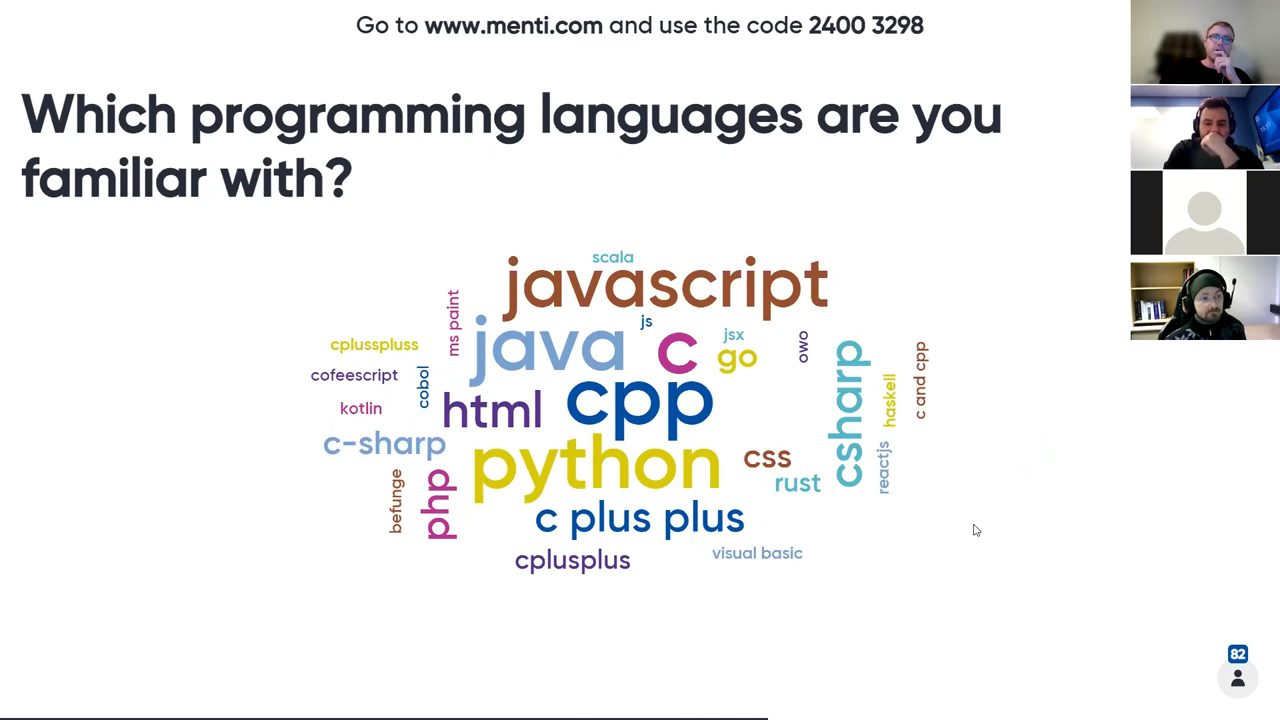 Go to www.menti.com and use the code 2400 3298
Which programming languages are you
familiar with?
scala
javascript
ms paint
js
jsx
owo
cplusspluss
java
c
go
cofeescript
cobol
csharp
haskell
c and cpp
kotlin
html
cpp
c-sharp
python
css
reactjs
rust
befunge
php
c plus plus
cplusplus
visual basic
82